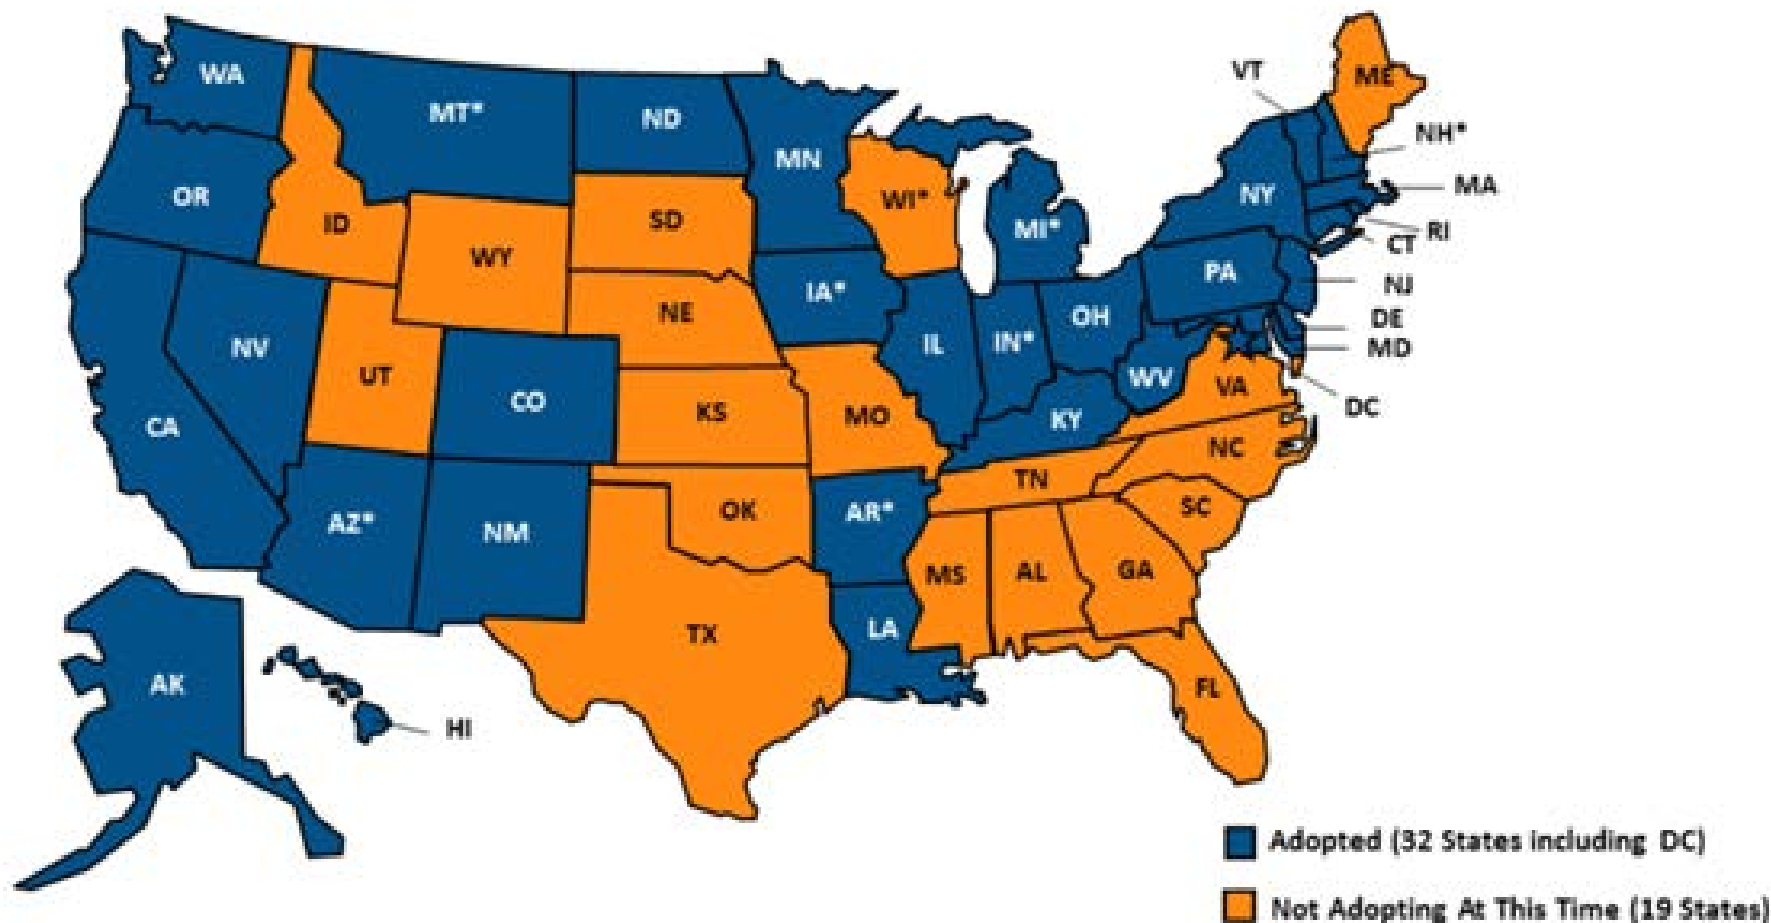 WA
MT*
ND
MN
VT
ME
NH*
OR
ID
WY
SD
WI*
MI*
NY
MA
RI
CT
PA
NJ
NV
UT
CO
NE
IA*
IL
IN*
OH
DE
MD
WV
VA
DC
CA
KS
MO
KY
NC
TN
AZ*
NM
OK
AR*
SC
MS
AL
GA
TX
LA
AK
HI
FL
Adopted (32 States including DC)
Not Adopting At This Time (19 States)